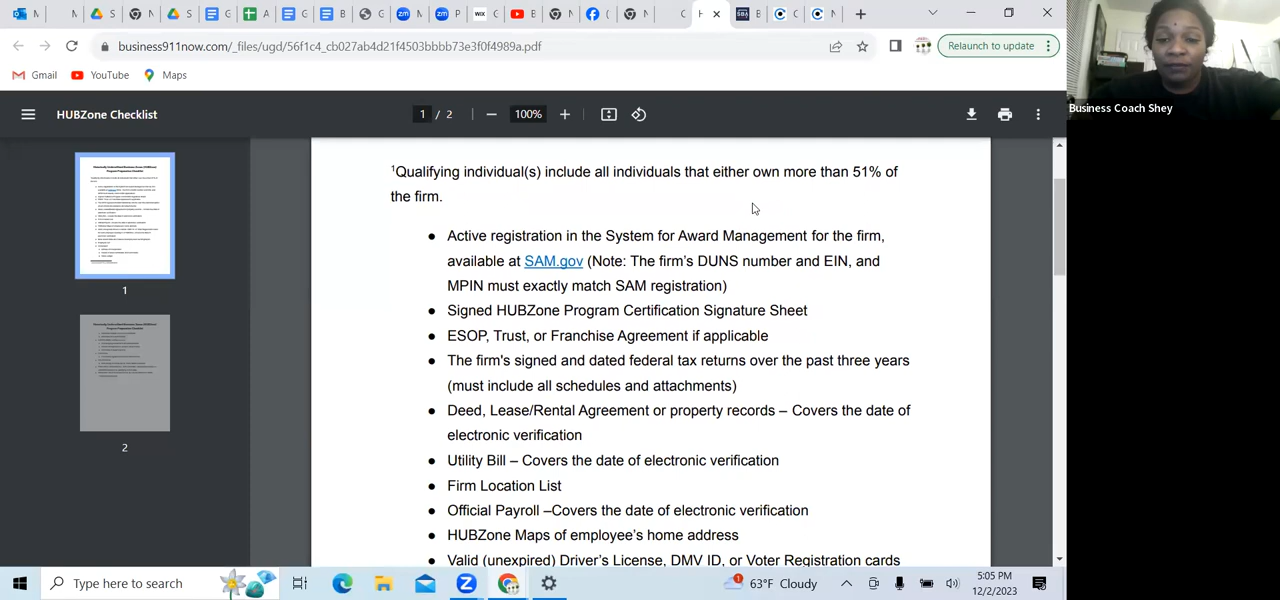 M
M
S
N
S
G
A
G
B
G
M
P
WIX
G
B
N
(
N
C
H
SBA
B
C
N
business911now.com/_files/ugd/56f1c4_cb027ab4d21f4503bbbb73e3f0f4989a.pdf
Relaunch to update
Gmail
YouTube
Maps
Business Coach Shey
HUBZone Checklist
1 / 2
100%
1
2
¹Qualifying individual(s) include all individuals that either own more than 51% of
the firm.
● Active registration in the System for Award Management for the firm,
available at SAM.gov (Note: The firm's DUNS number and EIN, and
MPIN must exactly match SAM registration)
● Signed HUBZone Program Certification Signature Sheet
● ESOP, Trust, or Franchise Agreement if applicable
● The firm's signed and dated federal tax returns over the past three years
(must include all schedules and attachments)
● Deed, Lease/Rental Agreement or property records – Covers the date of
electronic verification
● Utility Bill – Covers the date of electronic verification
● Firm Location List
● Official Payroll –Covers the date of electronic verification
● HUBZone Maps of employee's home address
● Valid (unexpired) Driver's License, DMV ID, or Voter Registration cards
Type here to search
63°F Cloudy
5:05 PM
12/2/2023